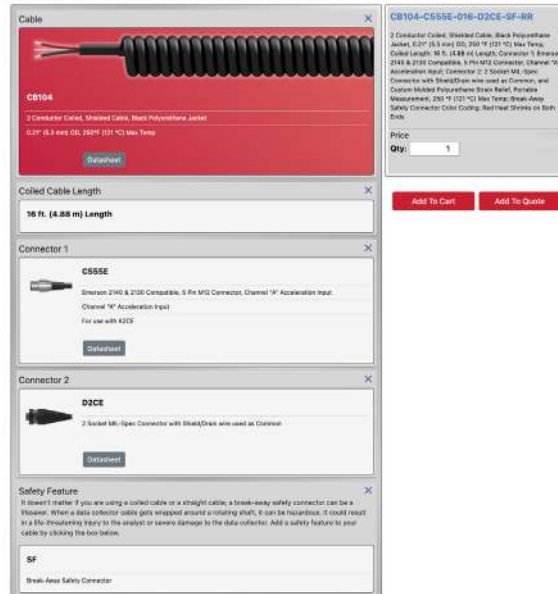 Cable
CB104
2 Conductor Coiled, Shielded Cable, Black Polyurethane Jacket
0.21" (5.3 mm) OD, 250°F (121 °C) Max Temp
Datasheet
Coiled Cable Length
16 ft. (4.88 m) Length
Connector 1
C555E
Emerson 2140 & 2130 Compatible, 5 Pin M12 Connector, Channel "A" Acceleration Input
Channel "A" Acceleration Input
For use with K2CE
Datasheet
Connector 2
D2CE
2 Socket MIL-Spec Connector with Shield/Drain wire used as Common
Datasheet
Safety Feature
It doesn't matter if you are using a coiled cable or a straight cable, a break-away safety connector can be a
lifesaver. When a data collector cable gets wrapped around a rotating shaft, it can be hazardous. It could result
in a life-threatening injury to the analyst or severe damage to the data collector. Add a safety feature to your
cable by clicking the box below.
SF
Break-Away Safety Connector
CB104-C555E-016-D2CE-SF-RR
2 Conductor Coiled, Shielded Cable, Black Polyurethane
Jacket, 0.21" (5.3 mm) OD, 250 °F (121 °C) Max Temp;
Coiled Length: 16 ft. (4.88 m) Length; Connector 1: Emerson
2140 & 2130 Compatible, 5 Pin M12 Connector, Channel "A"
Acceleration Input; Connector 2: 2 Socket MIL-Spec
Connector with Shield/Drain wire used as Common, and
Custom Molded Polyurethane Strain Relief, Portable
Measurement, 250 °F (121 °C) Max Temp; Break-Away
Safety Connector Color Coding: Red Heat Shrinks on Both
Ends
Price
Qty: 1
Add To Cart
Add To Quote